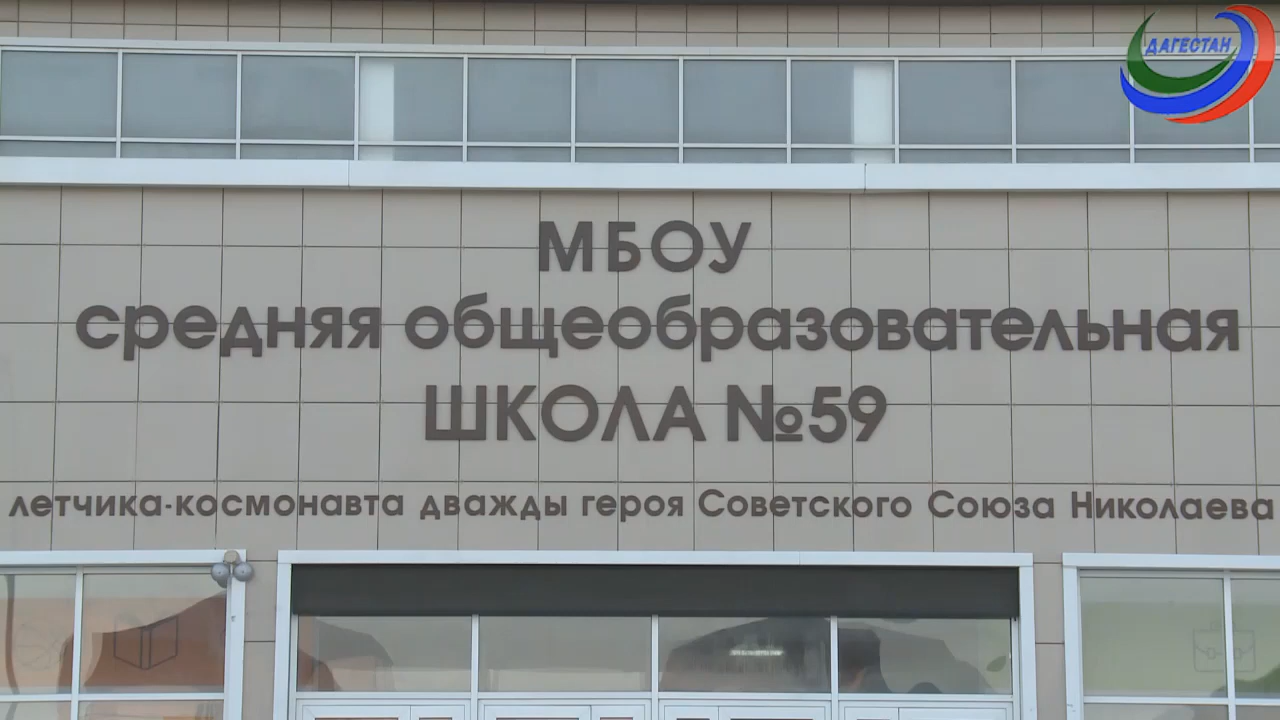 ДАГЕСТАН
МБОУ
средняя общеобразовательная
ШКОЛА №59
летчика-космонавта дважды героя Советского Союза Николаева